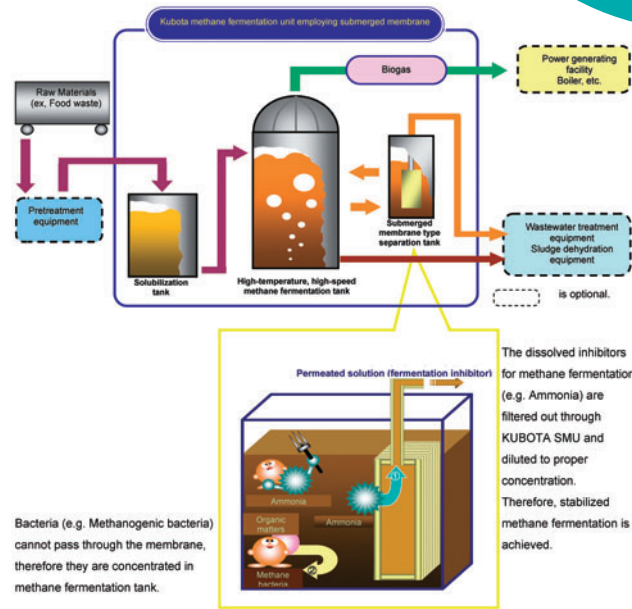 Kubota methane fermentation unit employing submerged membrane
Biogas
Power generating
facility
Boiler, etc.
Raw Materials
(ex, Food waste)
Pretreatment
equipment
Solubilization
tank
High-temperature, high-speed
methane fermentation tank
Submerged
membrane type
separation tank
Wastewater treatment
equipment
Sludge dehydration
equipment
is optional.
Permeated solution (fermentation inhibitor)
Ammonia
Organic
matters
Ammonia
Methane
bacteria
①
②
The dissolved inhibitors
for methane fermentation
(e.g. Ammonia) are
filtered out through
KUBOTA SMU and
diluted to proper
concentration.
Therefore, stabilized
methane fermentation is
achieved.
Bacteria (e.g. Methanogenic bacteria)
cannot pass through the membrane,
therefore they are concentrated in
methane fermentation tank.